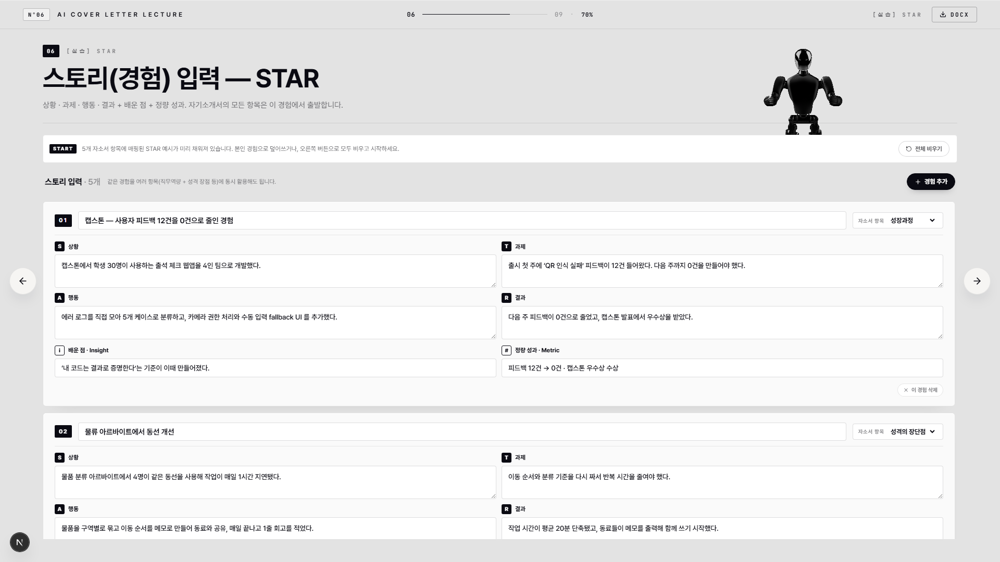 N°06 AI COVER LETTER LECTURE
06 09 · 70%
[실습] STAR
DOCX
06 [실습] STAR
스토리(경험) 입력 — STAR
상황 · 과제 · 행동 · 결과 + 배운 점 + 정량 성과. 자기소개서의 모든 항목은 이 경험에서 출발합니다.
START 5개 자소서 항목에 매핑된 STAR 예시가 미리 채워져 있습니다. 본인 경험으로 덮어쓰거나, 오른쪽 버튼으로 모두 비우고 시작하세요.
전체 비우기
스토리 입력 · 5개 같은 경험을 여러 항목(직무역량 + 성격 장점 등)에 동시 활용해도 됩니다.
+ 경험 추가
01 캡스톤 — 사용자 피드백 12건을 0건으로 줄인 경험
자소서 항목 성장과정
S 상황
캡스톤에서 학생 30명이 사용하는 출석 체크 웹앱을 4인 팀으로 개발했다.
T 과제
출시 첫 주에 ‘QR 인식 실패’ 피드백이 12건 들어왔다. 다음 주까지 0건을 만들어야 했다.
A 행동
에러 로그를 직접 모아 5개 케이스로 분류하고, 카메라 권한 처리와 수동 입력 fallback UI 를 추가했다.
R 결과
다음 주 피드백이 0건으로 줄었고, 캡스톤 발표에서 우수상을 받았다.
i 배운 점 · Insight
‘내 코드는 결과로 증명한다’는 기준이 이때 만들어졌다.
# 정량 성과 · Metric
피드백 12건 → 0건 · 캡스톤 우수상 수상
× 이 경험 삭제
02 물류 아르바이트에서 동선 개선
자소서 항목 성격의 장단점
S 상황
물품 분류 아르바이트에서 4명이 같은 동선을 사용해 작업이 매일 1시간 지연됐다.
T 과제
이동 순서와 분류 기준을 다시 짜서 반복 시간을 줄여야 했다.
A 행동
물품을 구역별로 묶고 이동 순서를 메모로 만들어 동료와 공유, 매일 끝나고 1줄 회고를 적었다.
R 결과
작업 시간이 평균 20분 단축됐고, 동료들이 메모를 출력해 함께 쓰기 시작했다.
N